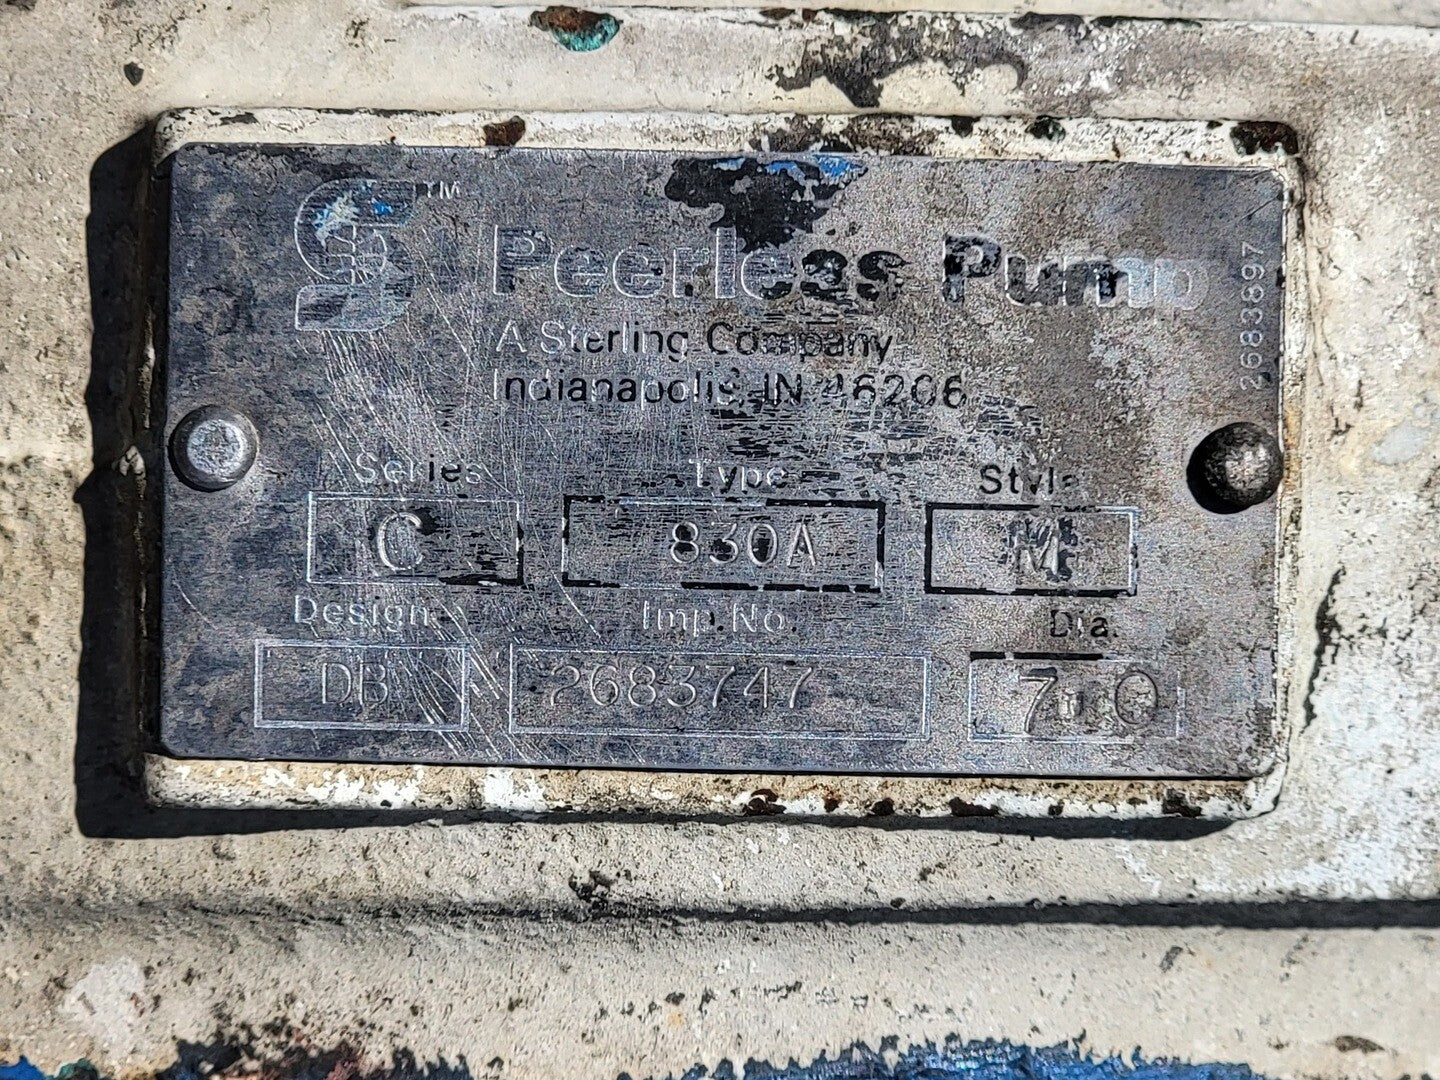 ™ Peerless Pump
A Sterling Company
Indianapolis, IN 46206
2683897
Series Type Style
C 830A M
Design Imp. No. Dia.
DB 2683747 7.0